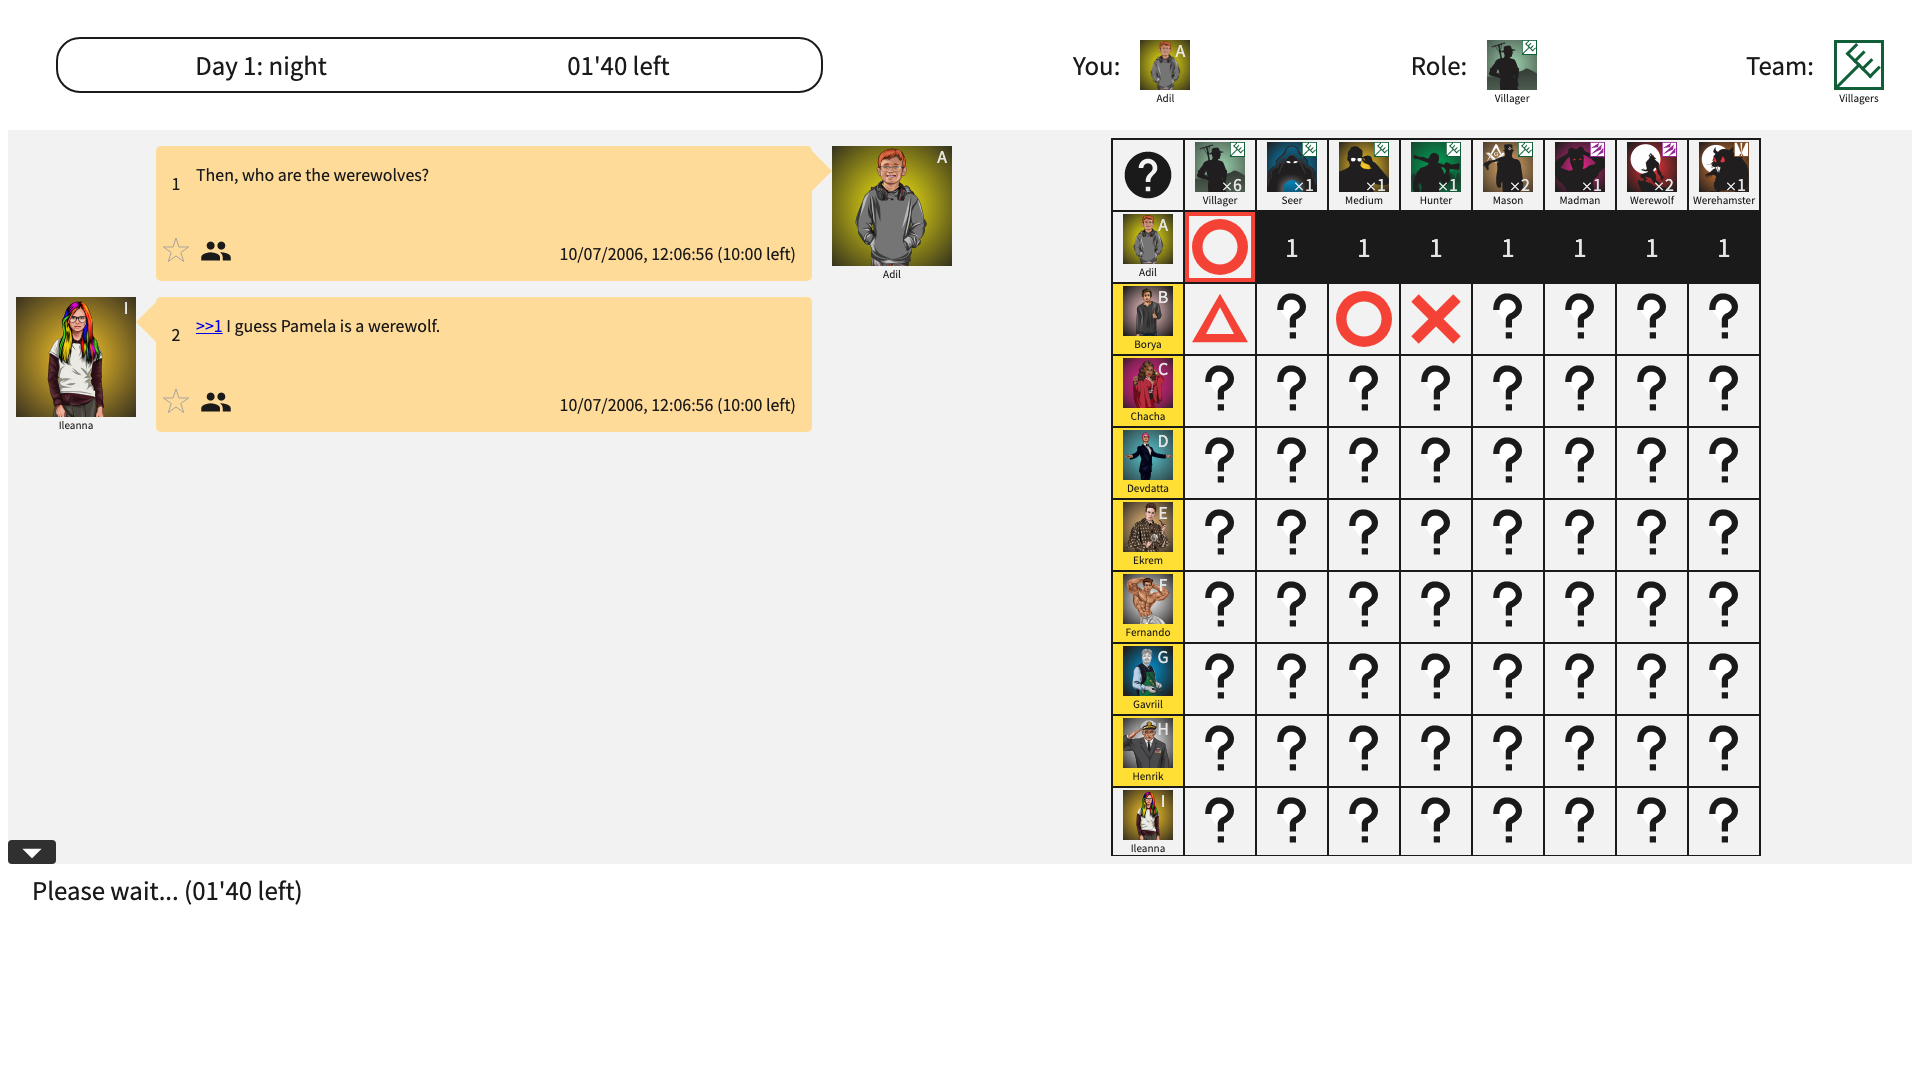 Day 1: night 01'40 left
You: A Adil
Role: Villager
Team: Villagers
1 Then, who are the werewolves?
10/07/2006, 12:06:56 (10:00 left)
A
Adil
I
Ileanna
2 >>1 I guess Pamela is a werewolf.
10/07/2006, 12:06:56 (10:00 left)
? ×6 ×1 ×1 ×1 ×2 ×1 ×2 ×1
Villager Seer Medium Hunter Mason Madman Werewolf Werehamster
A 1 1 1 1 1 1 1
Adil
B ? ? ? ? ?
Borya
C ? ? ? ? ? ? ? ?
Chacha
D ? ? ? ? ? ? ? ?
Devdatta
E ? ? ? ? ? ? ? ?
Ekrem
F ? ? ? ? ? ? ? ?
Fernando
G ? ? ? ? ? ? ? ?
Gavriil
H ? ? ? ? ? ? ? ?
Henrik
I ? ? ? ? ? ? ? ?
Ileanna
Please wait... (01'40 left)